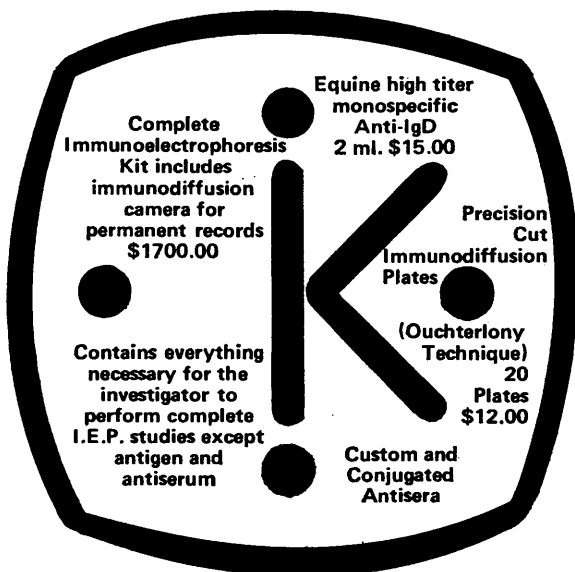 Complete
Immunoelectrophoresis
Kit includes
immunodiffusion
camera for
permanent records
$1700.00
Contains everything
necessary for the
investigator to
perform complete
I.E.P. studies except
antigen and
antiserum
Equine high titer
monospecific
Anti-IgD
2 ml. $15.00
Precision
Cut
Immunodiffusion
Plates
(Ouchterlony
Technique)
20
Plates
$12.00
Custom and
Conjugated
Antisera
K